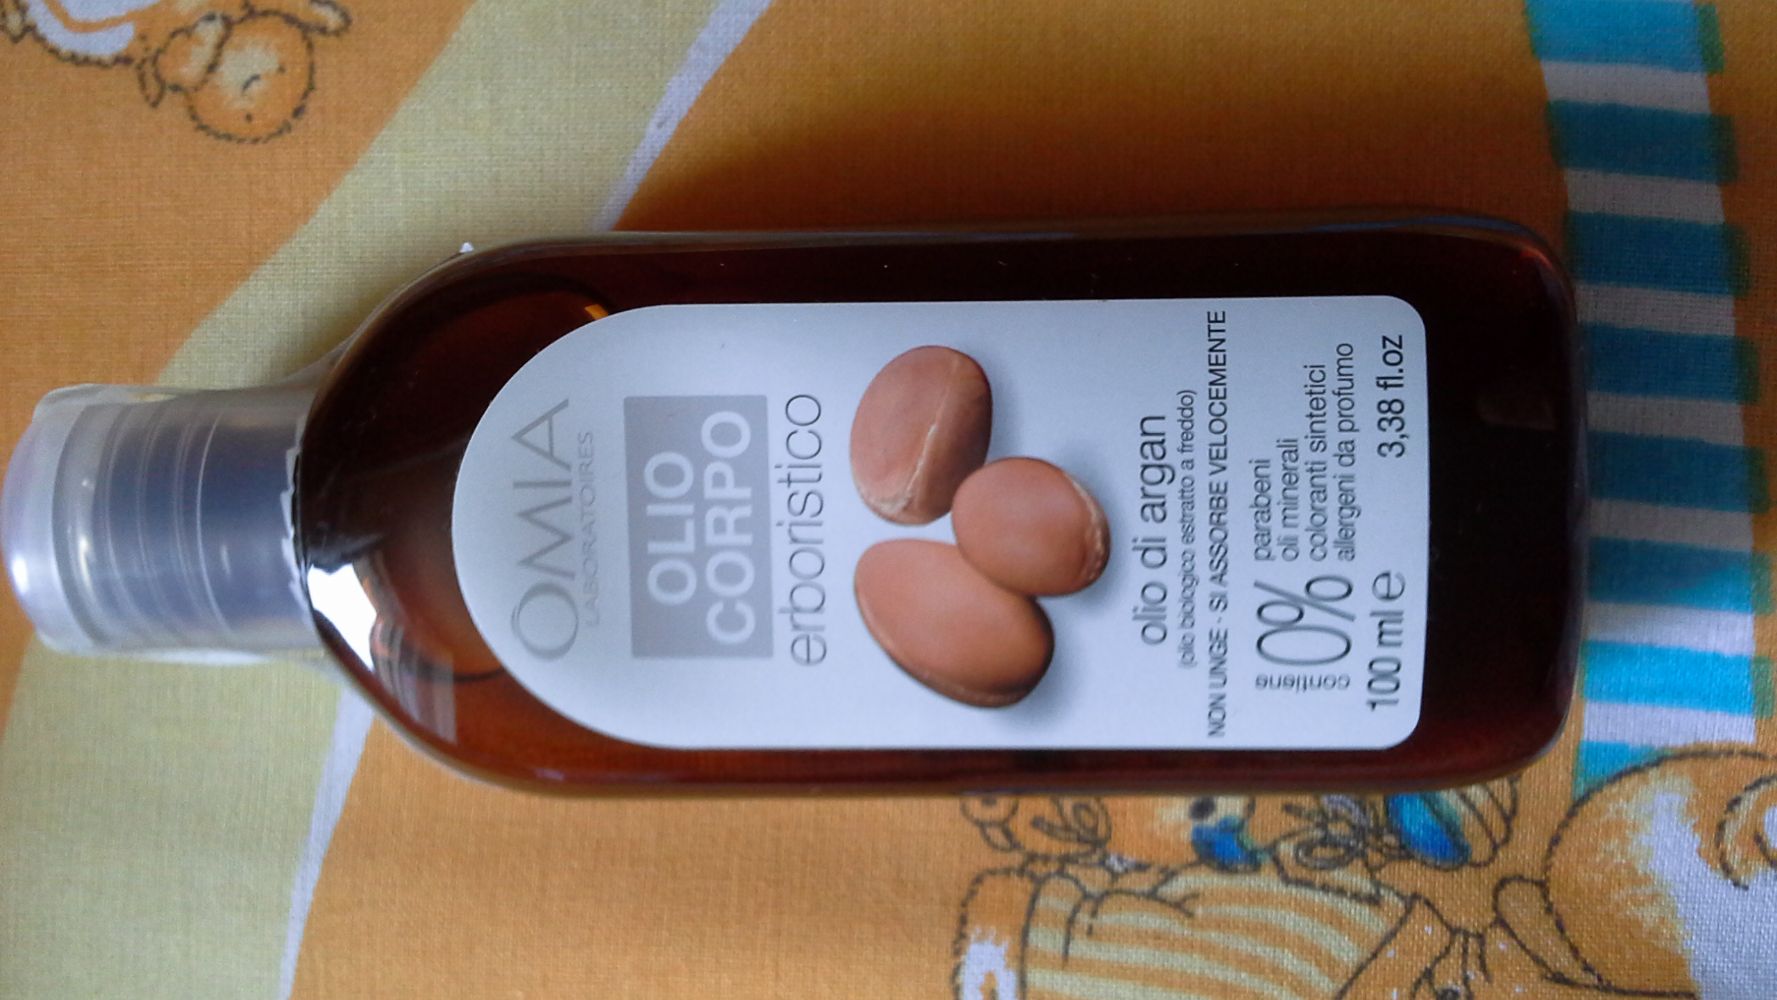 OMIA
LABORATOIRES
OLIO
CORPO
erboristico
olio di argan
(olio biologico estratto a freddo)
NON UNGE - SI ASSORBE VELOCEMENTE
contiene
0%
parabeni
oli minerali
coloranti sintetici
allergeni da profumo
100 ml e 3,38 fl.oz